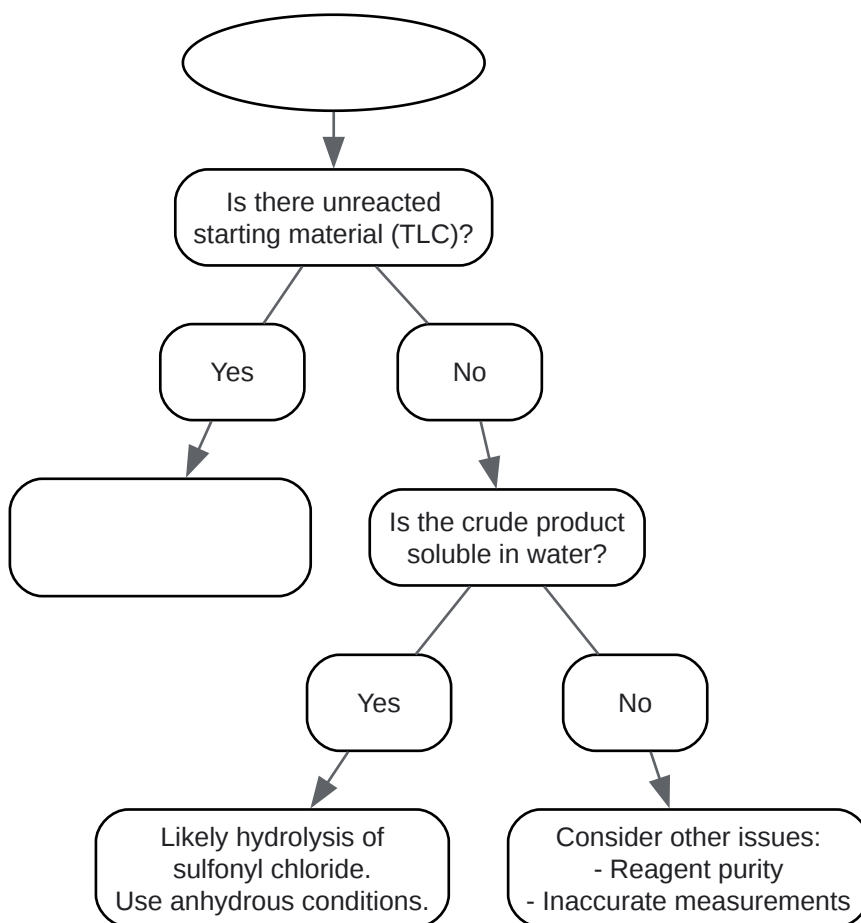 Is there unreacted
starting material (TLC)?
Yes
No
Is the crude product
soluble in water?
Yes
No
Likely hydrolysis of
sulfonyl chloride.
Use anhydrous conditions.
Consider other issues:
- Reagent purity
- Inaccurate measurements